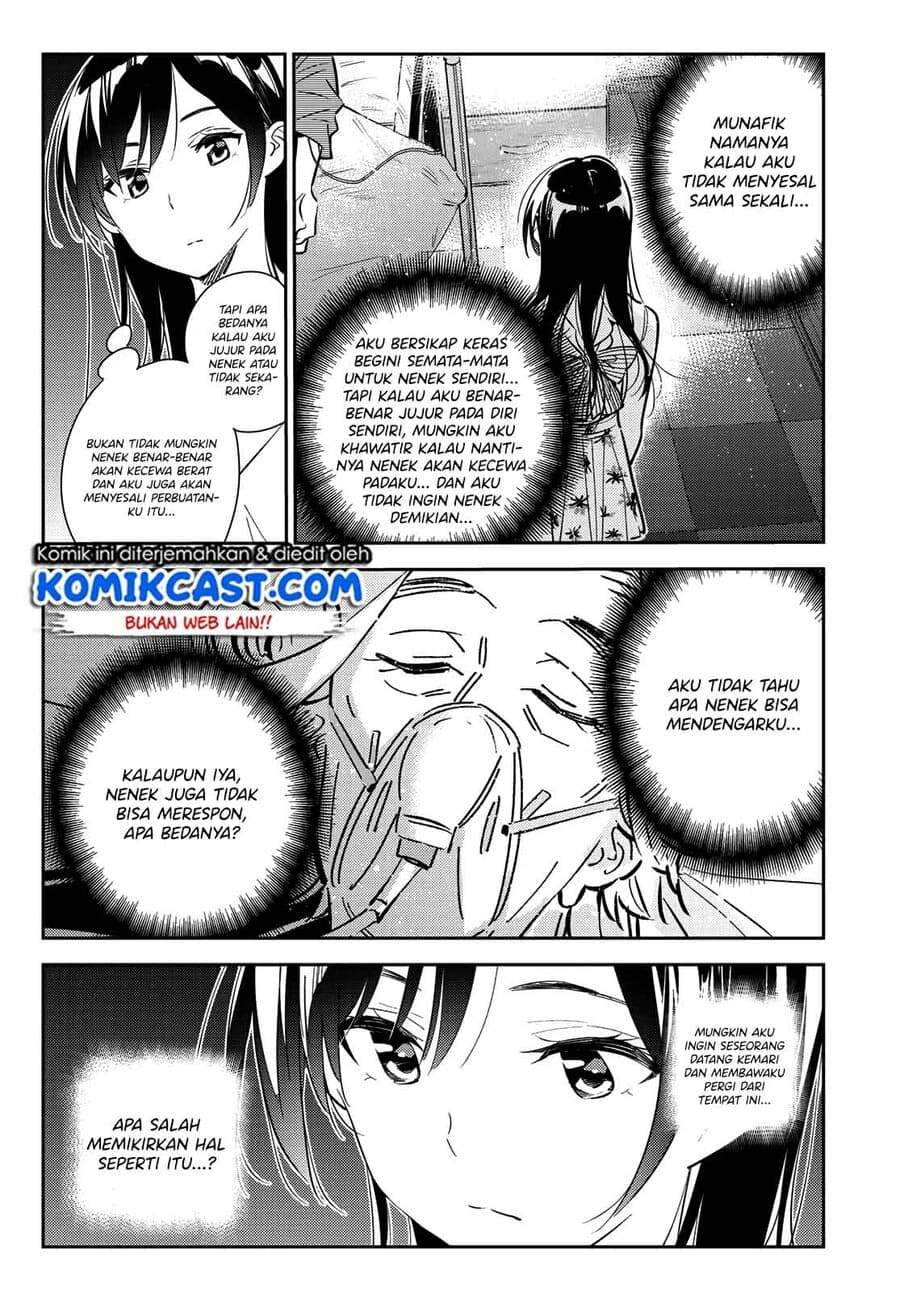 MUNAFIK
NAMANYA
KALAU AKU
TIDAK MENYESAL
SAMA SEKALI...
AKU BERSIKAP KERAS
BEGINI SEMATA-MATA
UNTUK NENEK SENDIRI...
TAPI KALAU AKU BENAR-
BENAR JUJUR PADA DIRI
SENDIRI, MUNGKIN AKU
KHAWATIR KALAU NANTI-
NYA NENEK AKAN KECEWA
PADAKU... DAN AKU
TIDAK INGIN NENEK
DEMIKIAN...
TAPI APA
BEDANYA
KALAU AKU
JUJUR PADA
NENEK ATAU
TIDAK SEKA-
RANG?
BUKAN TIDAK MUNGKIN
NENEK BENAR-BENAR
AKAN KECEWA BERAT
DAN AKU JUGA AKAN
MENYESALI PERBUATAN-
KU ITU...
Komik ini diterjemahkan & diedit oleh
KOMIKCAST.COM
BUKAN WEB LAIN!!
AKU TIDAK TAHU
APA NENEK BISA
MENDENGARKU...
KALAUPUN IYA,
NENEK JUGA TIDAK
BISA MERESPON,
APA BEDANYA?
MUNGKIN AKU
INGIN SESEORANG
DATANG KEMARI
DAN MEMBAWAKU
PERGI DARI
TEMPAT INI...
APA SALAH
MEMIKIRKAN HAL
SEPERTI ITU...?